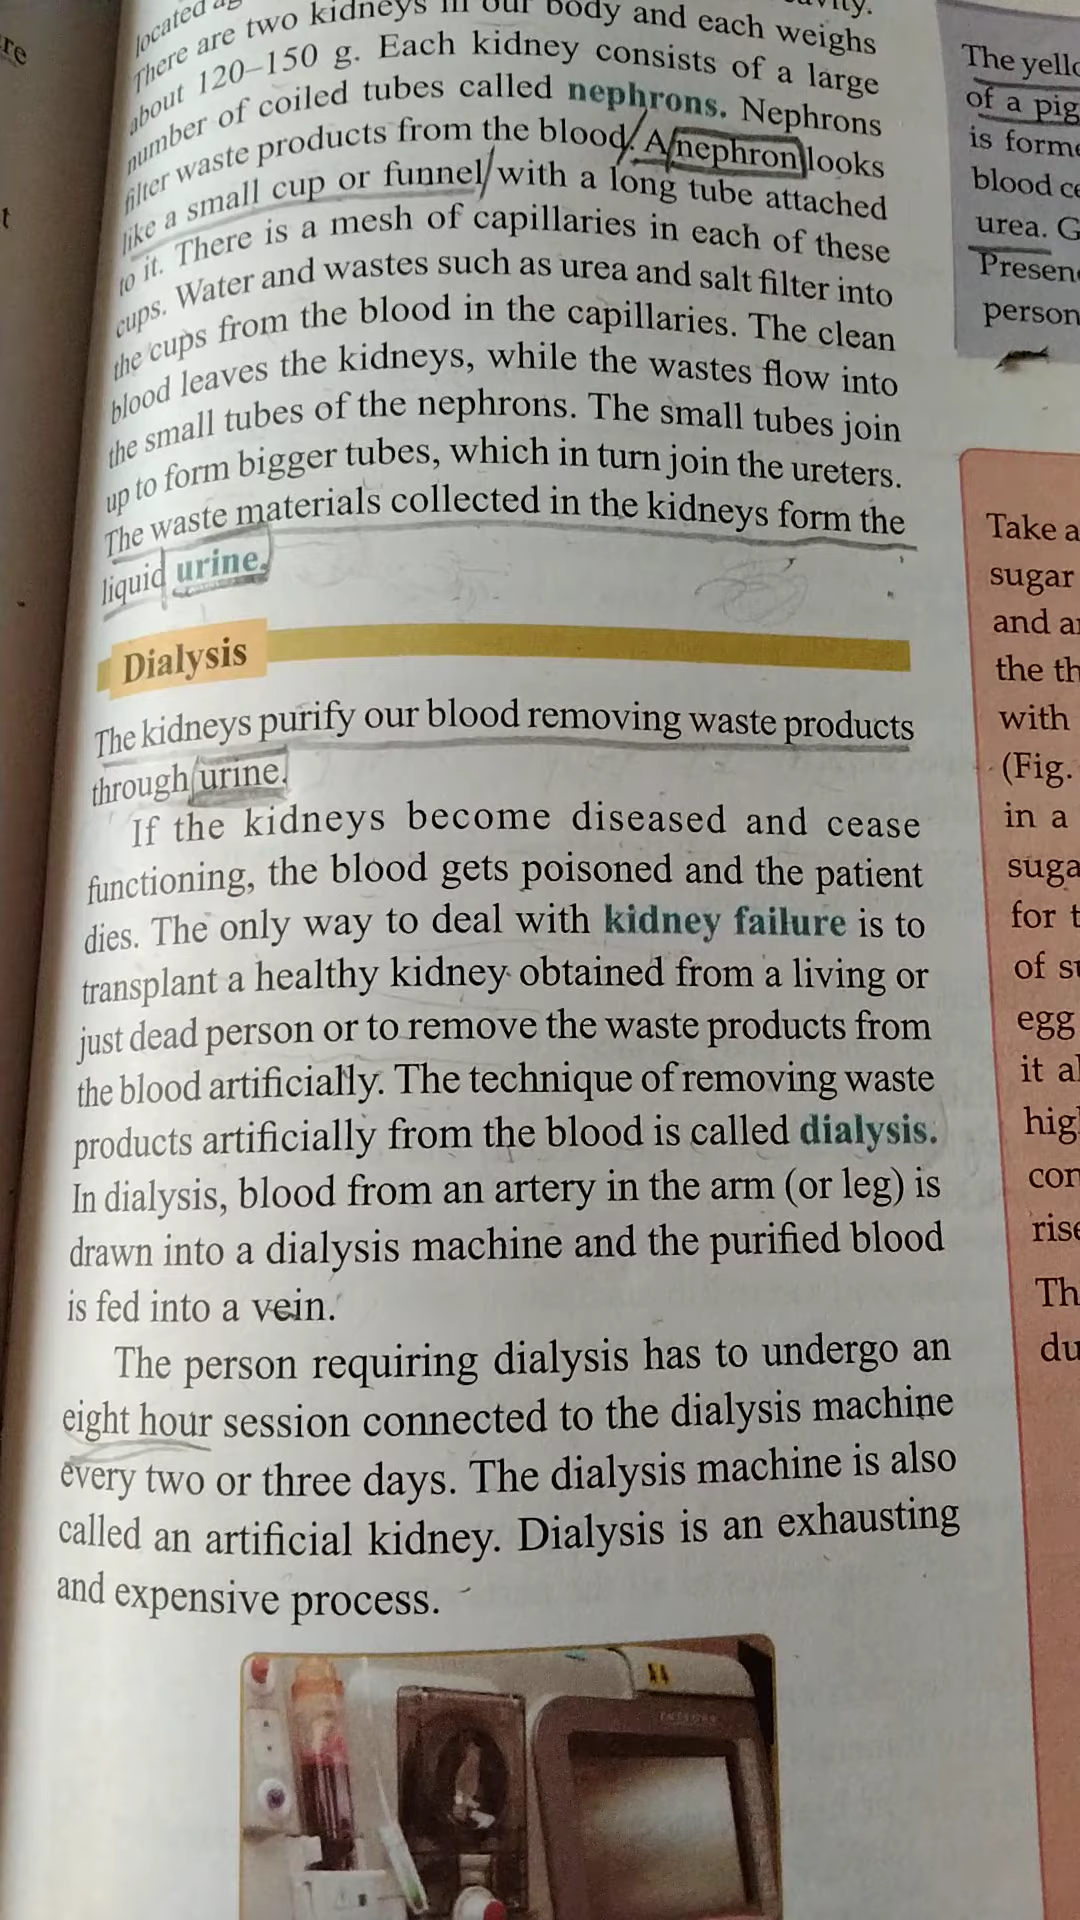 re
t
located
There are two kidneys in our body and each weighs
about 120–150 g. Each kidney consists of a large
number of coiled tubes called nephrons. Nephrons
filter waste products from the blood. A nephron looks
like a small cup or funnel with a long tube attached
to it. There is a mesh of capillaries in each of these
cups. Water and wastes such as urea and salt filter into
the cups from the blood in the capillaries. The clean
blood leaves the kidneys, while the wastes flow into
the small tubes of the nephrons. The small tubes join
up to form bigger tubes, which in turn join the ureters.
The waste materials collected in the kidneys form the
liquid urine.
Dialysis
The kidneys purify our blood removing waste products
through urine.
If the kidneys become diseased and cease
functioning, the blood gets poisoned and the patient
dies. The only way to deal with kidney failure is to
transplant a healthy kidney obtained from a living or
just dead person or to remove the waste products from
the blood artificially. The technique of removing waste
products artificially from the blood is called dialysis.
In dialysis, blood from an artery in the arm (or leg) is
drawn into a dialysis machine and the purified blood
is fed into a vein.
The person requiring dialysis has to undergo an
eight hour session connected to the dialysis machine
every two or three days. The dialysis machine is also
called an artificial kidney. Dialysis is an exhausting
and expensive process.
The yello
of a pig
is forme
blood ce
urea. G
Presenc
person
Take a
sugar
and a
the th
with
(Fig.
in a
suga
for t
of su
egg
it al
hig
con
rise
Th
du